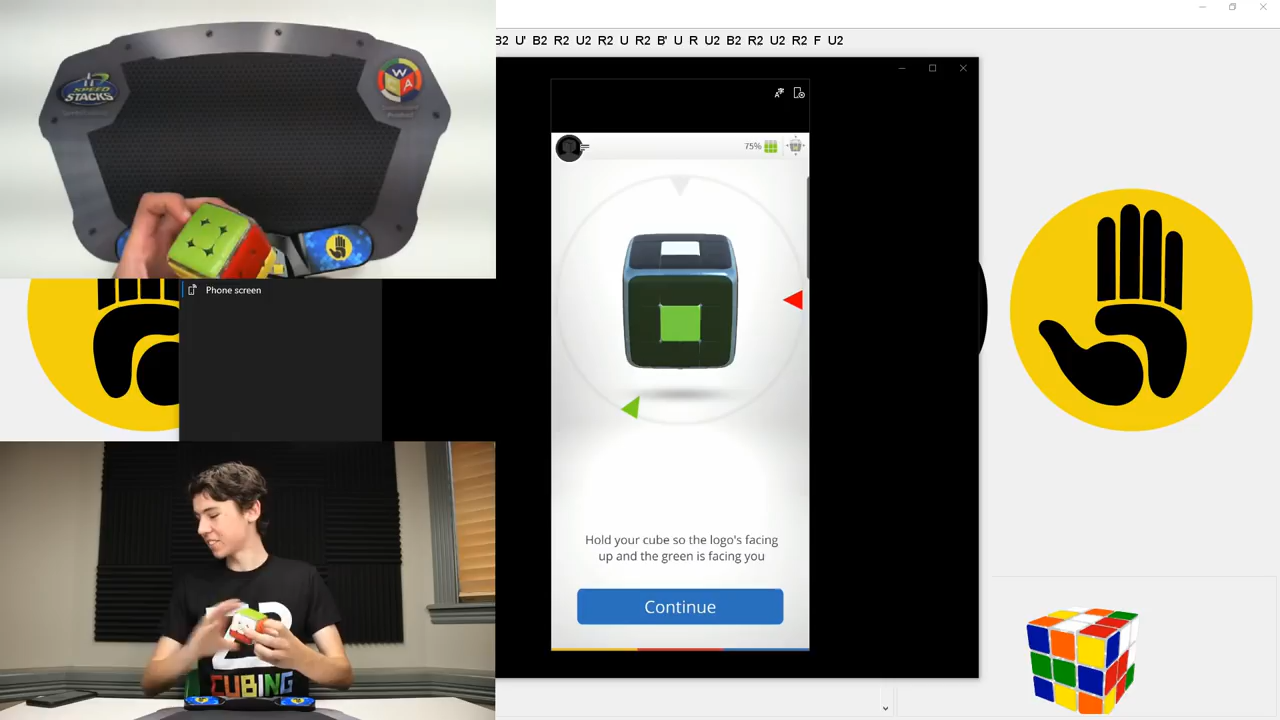 B2 U' B2 R2 U2 R2 U R2 B' U R U2 B2 R2 U2 R2 F U2
SPEED
STACKS
W
C A
75%
Phone screen
Hold your cube so the logo's facing
up and the green is facing you
Continue
CUBING